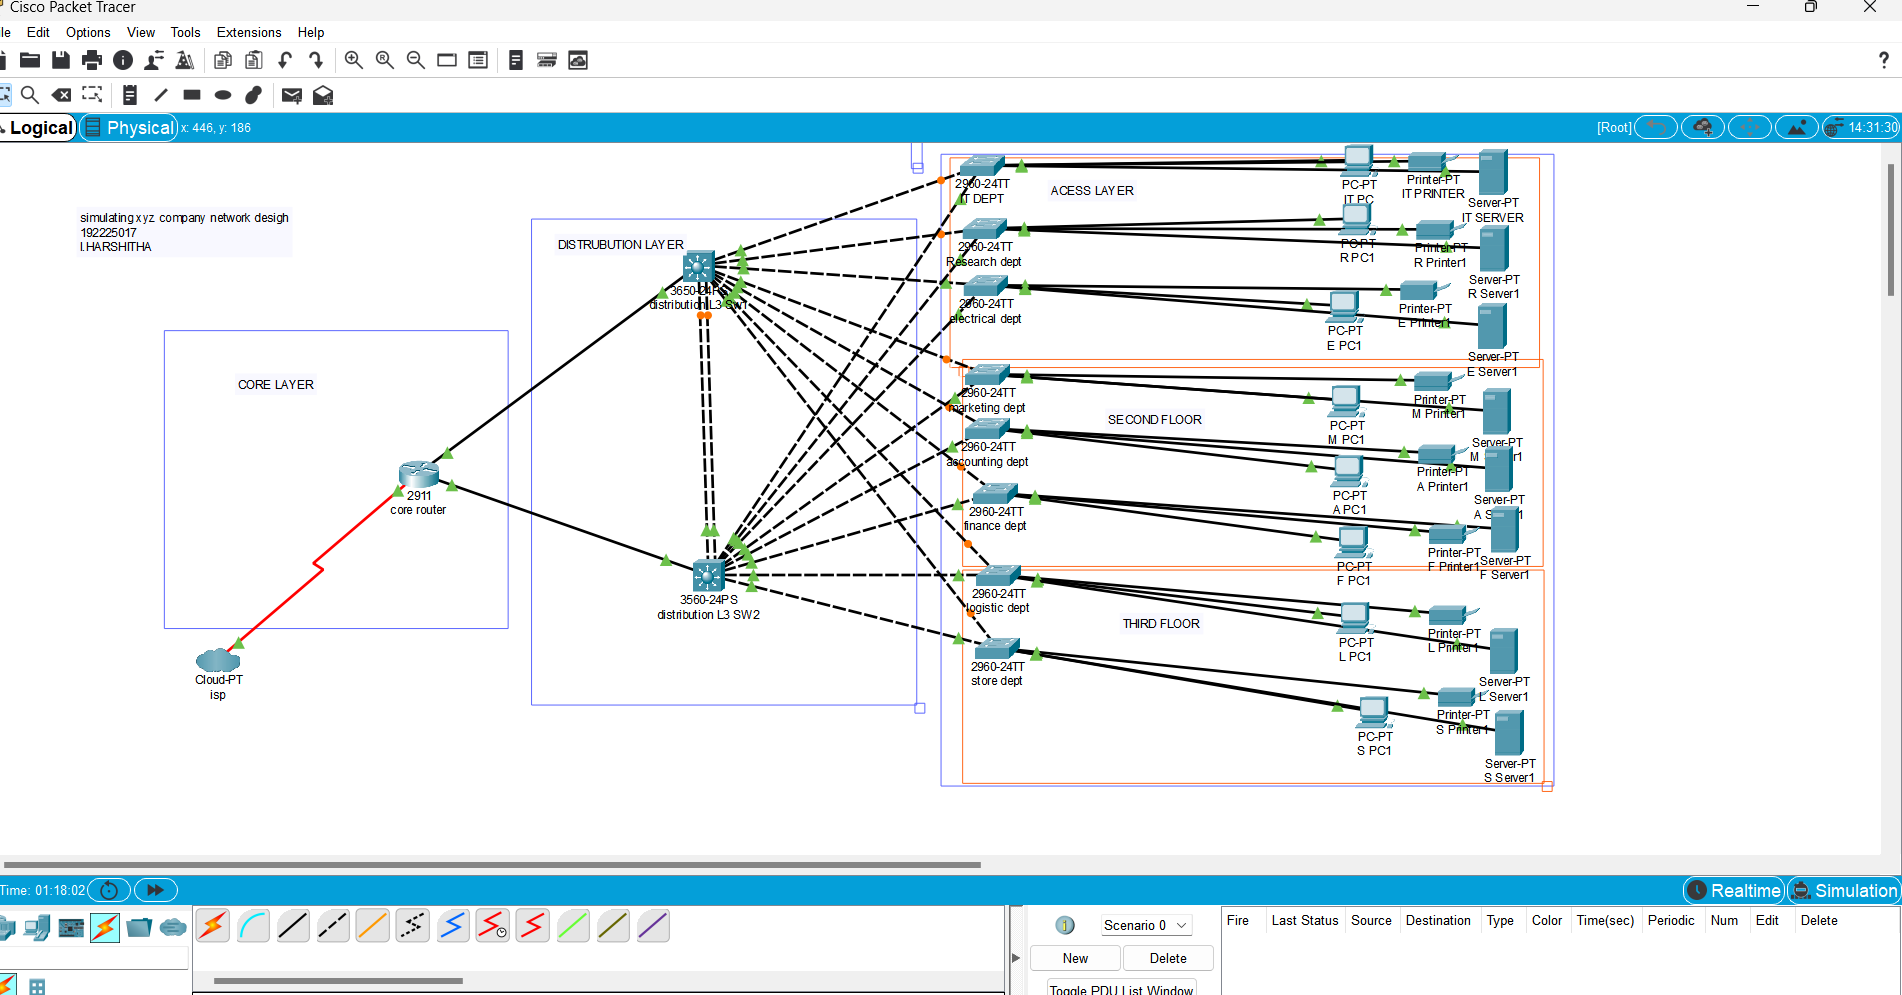 Cisco Packet Tracer
Edit Options View Tools Extensions Help
Logical Physical x: 446, y: 186
[Root] 14:31:30
simulating xyz company network desigh
192225017
I.HARSHITHA
CORE LAYER
2911
core router
Cloud-PT
isp
DISTRUBUTION LAYER
distribution L3 SW1
3560-24PS
distribution L3 SW2
ACESS LAYER
2960-24TT
IT DEPT
PC-PT
IT PC
Printer-PT
IT PRINTER
Server-PT
IT SERVER
2960-24TT
Research dept
PC-PT
R PC1
Printer-PT
R Printer1
Server-PT
R Server1
2960-24TT
electrical dept
PC-PT
E PC1
Printer-PT
E Printer1
Server-PT
E Server1
SECOND FLOOR
2960-24TT
marketing dept
PC-PT
M PC1
Printer-PT
M Printer1
Server-PT
2960-24TT
accounting dept
PC-PT
A PC1
Printer-PT
A Printer1
Server-PT
2960-24TT
finance dept
PC-PT
F PC1
Printer-PT
F Printer1
Server-PT
F Server1
THIRD FLOOR
2960-24TT
logistic dept
PC-PT
L PC1
Printer-PT
L Printer1
Server-PT
L Server1
2960-24TT
store dept
PC-PT
S PC1
Printer-PT
S Printer1
Server-PT
S Server1
Time: 01:18:02
Realtime Simulation
Scenario 0
New Delete
Toggle PDU List Window
Fire Last Status Source Destination Type Color Time(sec) Periodic Num Edit Delete